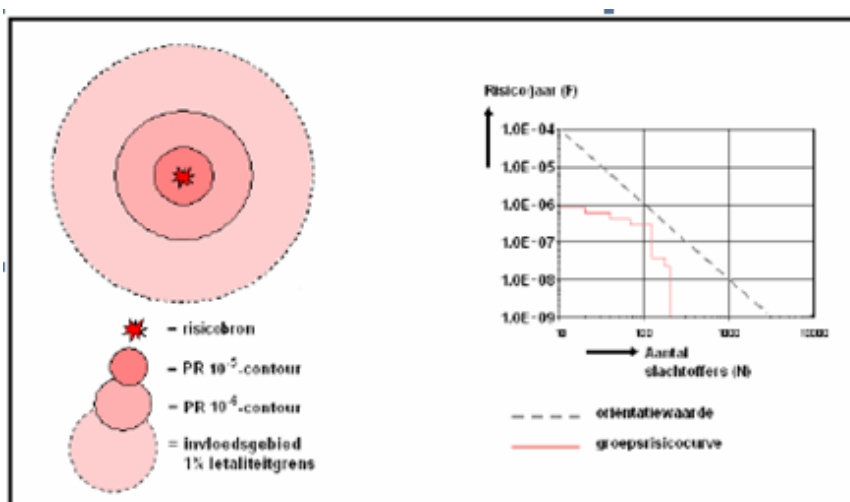 = risicobron
= PR 10⁻⁵-contour
= PR 10⁻⁶-contour
= invloedsgebied
1% letaliteitgrens
Risico/jaar (F)
1.0E-04
1.0E-05
1.0E-06
1.0E-07
1.0E-08
1.0E-09
10
100
1000
10000
Aantal
slachtoffers (N)
oriëntatiewaarde
groepsrisicocurve